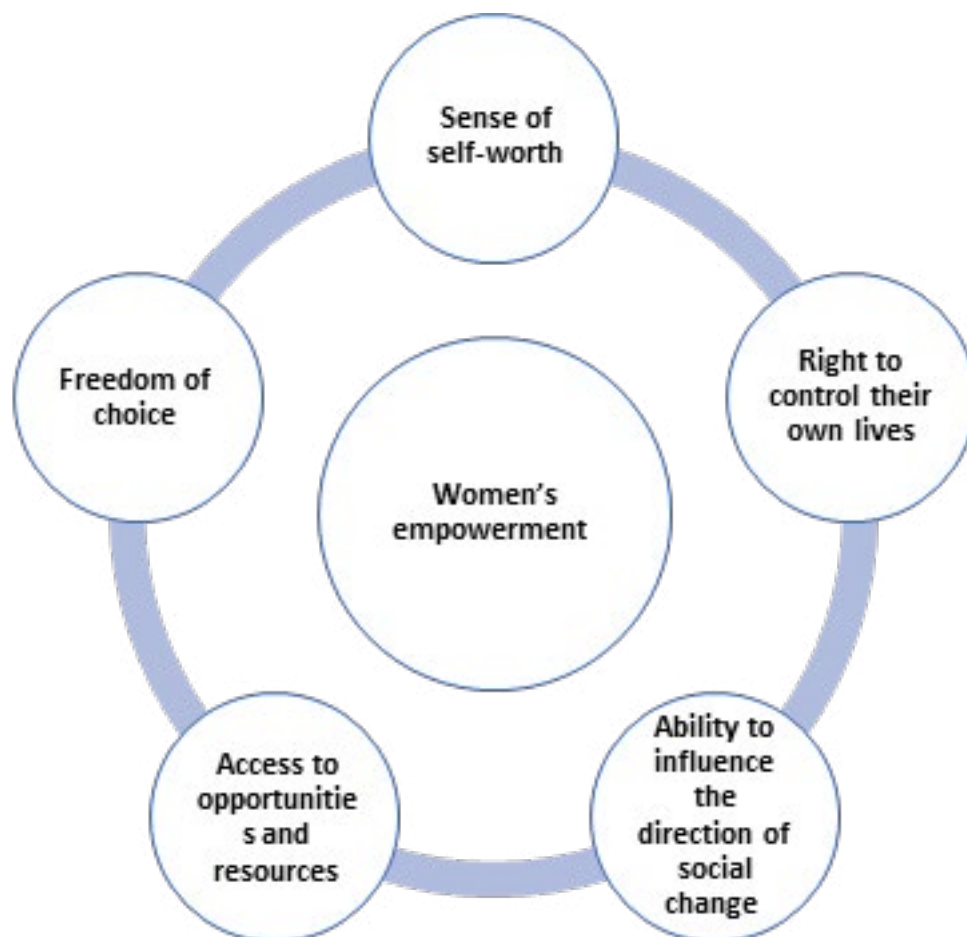 Sense of
self-worth
Right to
control their
own lives
Ability to
influence
the
direction of
social
change
Access to
opportunitie
s and
resources
Freedom of
choice
Women’s
empowerment